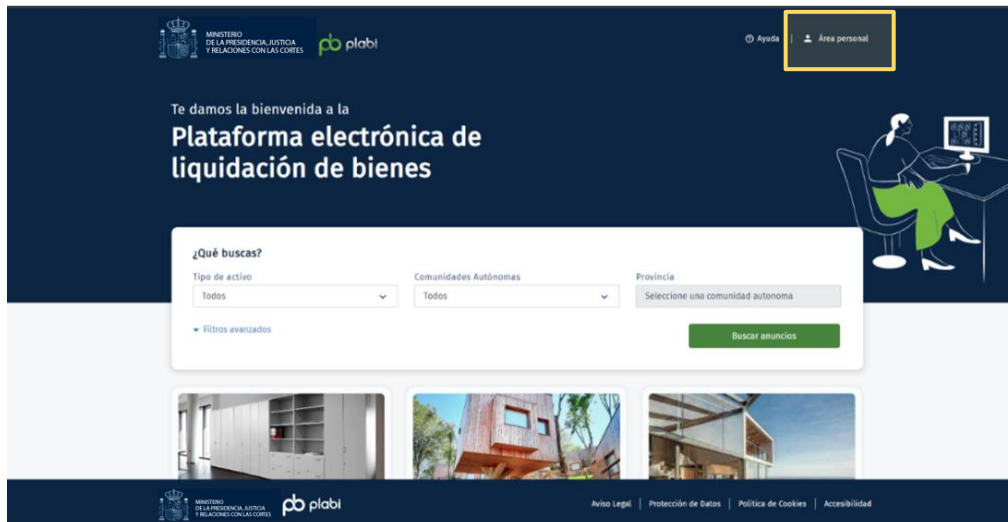 MINISTERIO
DE LA PRESIDENCIA, JUSTICIA
Y RELACIONES CON LAS CORTES
pb plabi
Ayuda | Área personal
Te damos la bienvenida a la
Plataforma electrónica de
liquidación de bienes
¿Qué buscas?
Tipo de activo
Comunidades Autónomas
Provincia
Todos
Todos
Seleccione una comunidad autonoma
Filtros avanzados
Buscar anuncios
MINISTERIO
DE LA PRESIDENCIA, JUSTICIA
Y RELACIONES CON LAS CORTES
pb plabi
Aviso Legal | Protección de Datos | Política de Cookies | Accesibilidad